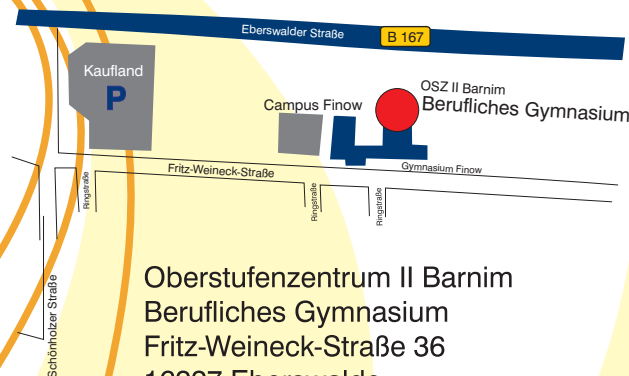 Eberswalder Straße
B 167
Kaufland
P
OSZ II Barnim
Berufliches Gymnasium
Campus Finow
Gymnasium Finow
Fritz-Weineck-Straße
Ringstraße
Ringstraße
Ringstraße
Schönholzer Straße
Oberstufenzentrum II Barnim
Berufliches Gymnasium
Fritz-Weineck-Straße 36
Eberswalde